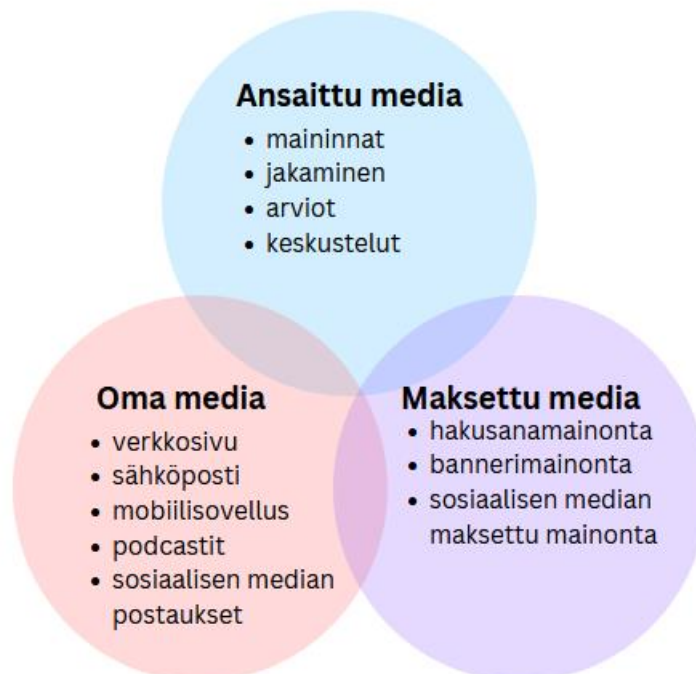 Ansaittu media
• maininnat
• jakaminen
• arviot
• keskustelut
Oma media
• verkkosivu
• sähköposti
• mobiilisovellus
• podcastit
• sosiaalisen median
postaukset
Maksettu media
• hakusanamainonta
• bannerimainonta
• sosiaalisen median
maksettu mainonta